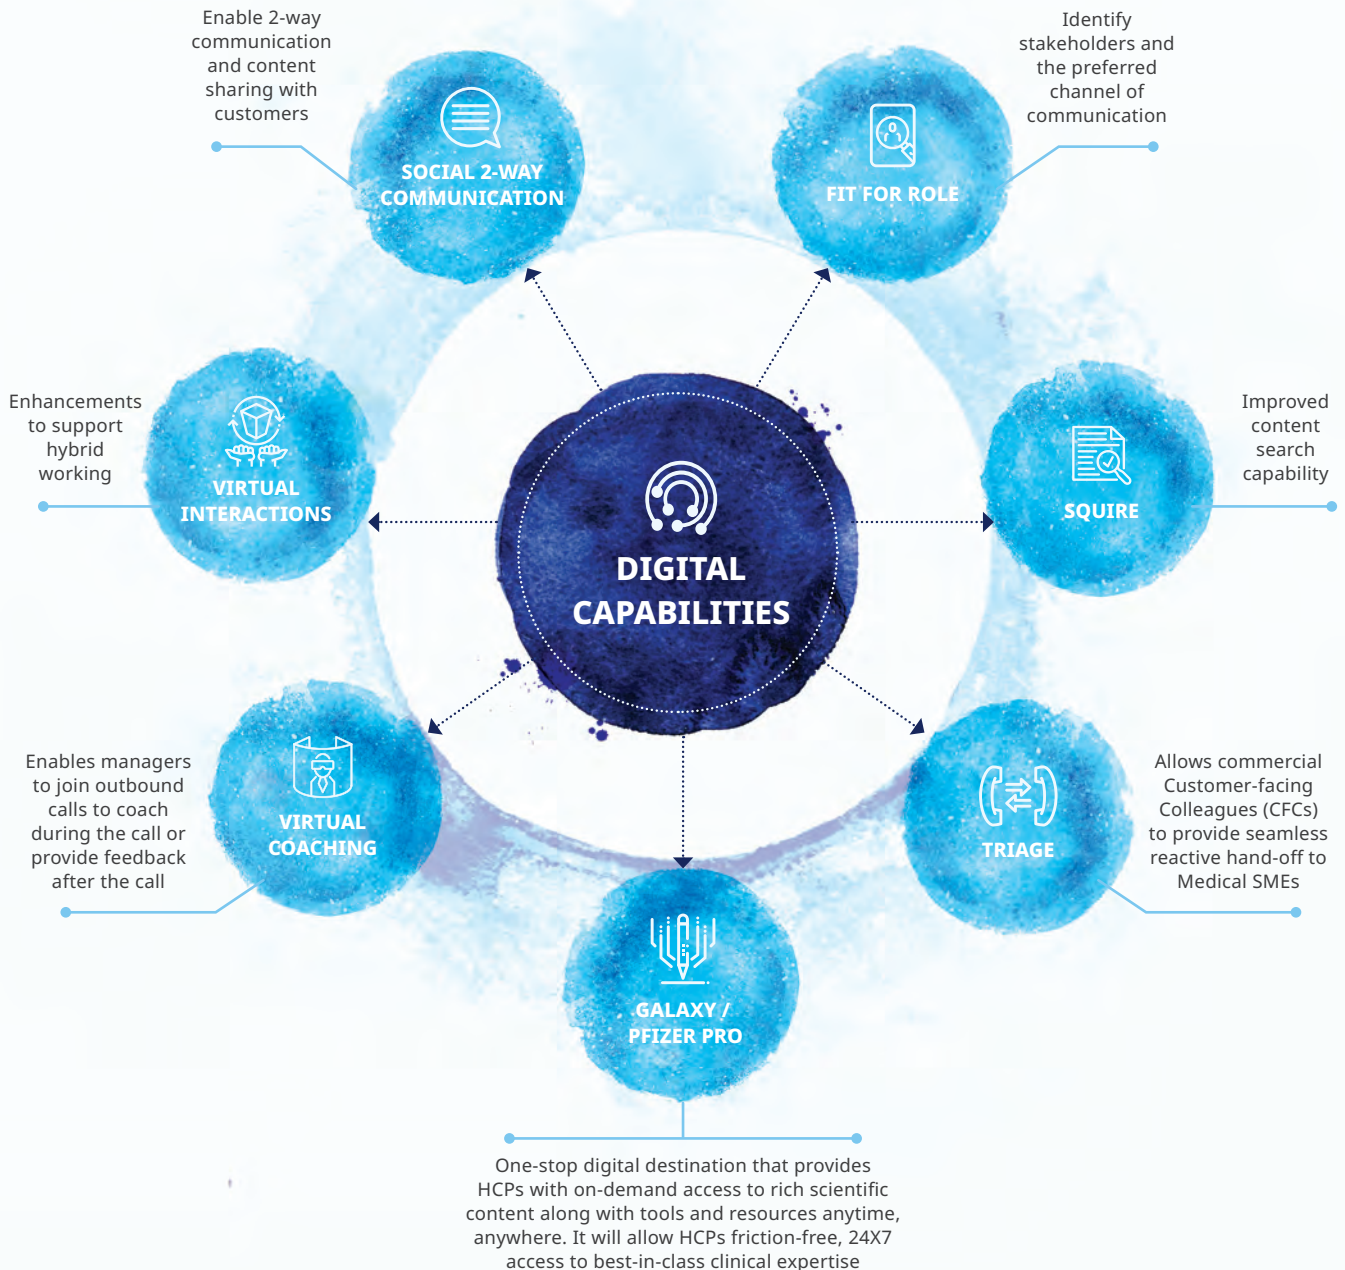 Enable 2-way
communication
and content
sharing with
customers
SOCIAL 2-WAY
COMMUNICATION
Identify
stakeholders and
the preferred
channel of
communication
FIT FOR ROLE
Enhancements
to support
hybrid
working
VIRTUAL
INTERACTIONS
Improved
content
search
capability
SQUIRE
DIGITAL
CAPABILITIES
Enables managers
to join outbound
calls to coach
during the call or
provide feedback
after the call
VIRTUAL
COACHING
Allows commercial
Customer-facing
Colleagues (CFCs)
to provide seamless
reactive hand-off to
Medical SMEs
TRIAGE
GALAXY /
PFIZER PRO
One-stop digital destination that provides
HCPs with on-demand access to rich scientific
content along with tools and resources anytime,
anywhere. It will allow HCPs friction-free, 24X7
access to best-in-class clinical expertise